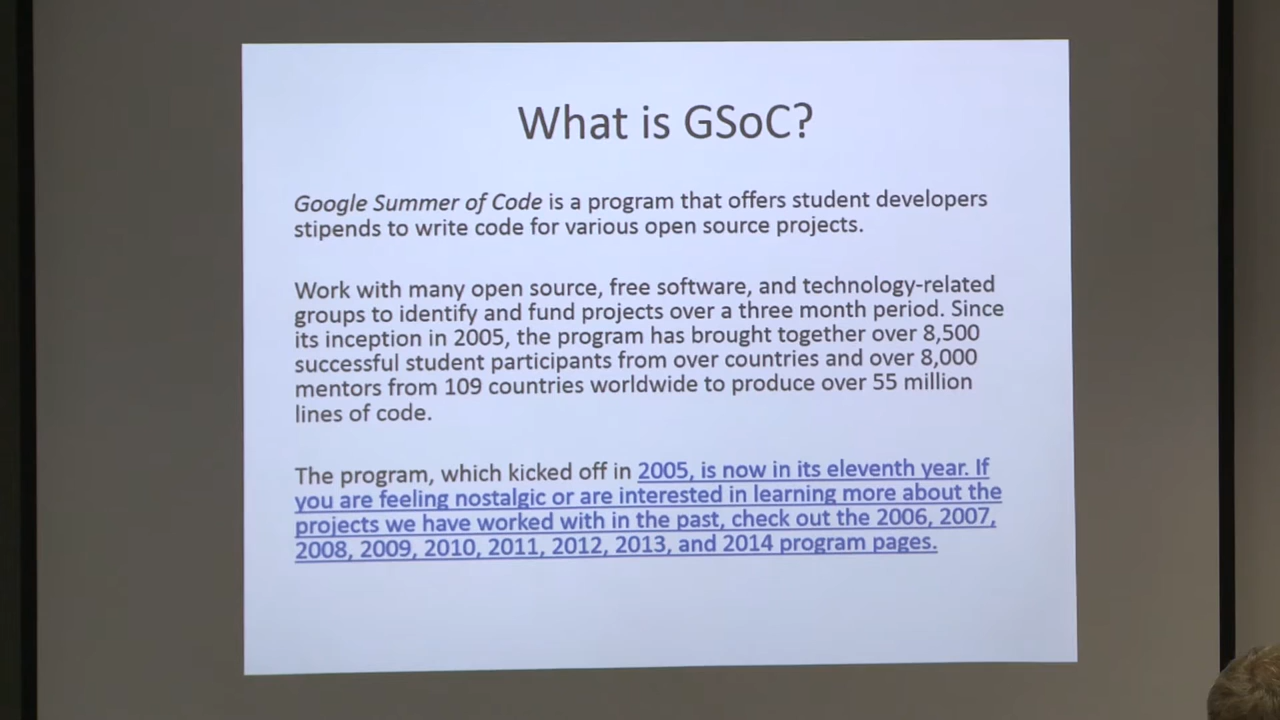 What is GSoC?
Google Summer of Code is a program that offers student developers
stipends to write code for various open source projects.
Work with many open source, free software, and technology-related
groups to identify and fund projects over a three month period. Since
its inception in 2005, the program has brought together over 8,500
successful student participants from over countries and over 8,000
mentors from 109 countries worldwide to produce over 55 million
lines of code.
The program, which kicked off in 2005, is now in its eleventh year. If
you are feeling nostalgic or are interested in learning more about the
projects we have worked with in the past, check out the 2006, 2007,
2008, 2009, 2010, 2011, 2012, 2013, and 2014 program pages.